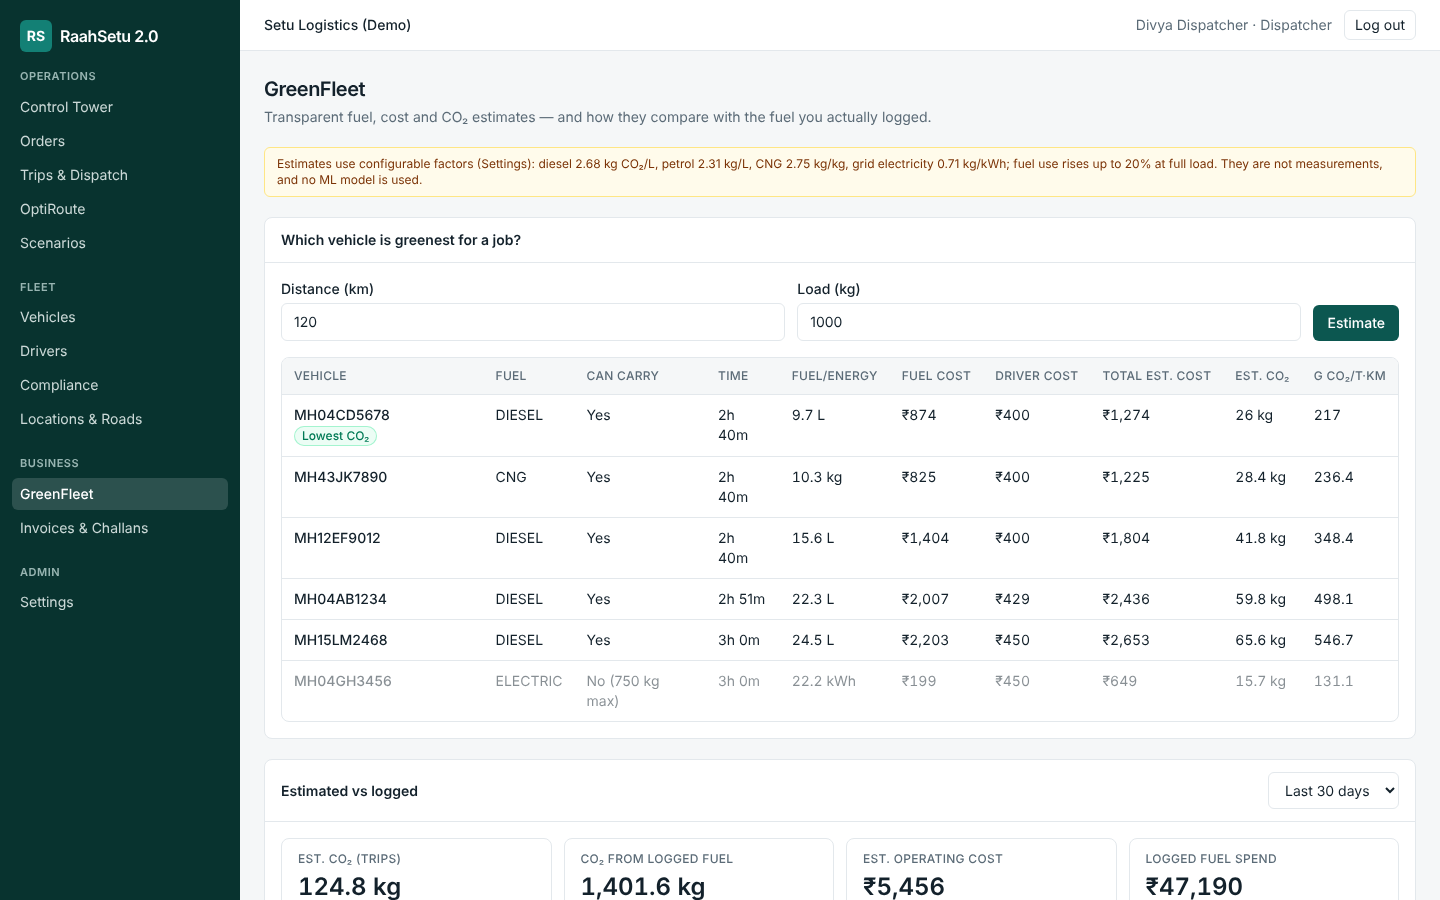 RS RaahSetu 2.0
OPERATIONS
Control Tower
Orders
Trips & Dispatch
OptiRoute
Scenarios
FLEET
Vehicles
Drivers
Compliance
Locations & Roads
BUSINESS
GreenFleet
Invoices & Challans
ADMIN
Settings
Setu Logistics (Demo)
Divya Dispatcher · Dispatcher
Log out
GreenFleet
Transparent fuel, cost and CO₂ estimates — and how they compare with the fuel you actually logged.
Estimates use configurable factors (Settings): diesel 2.68 kg CO₂/L, petrol 2.31 kg/L, CNG 2.75 kg/kg, grid electricity 0.71 kg/kWh; fuel use rises up to 20% at full load. They are not measurements,
and no ML model is used.
Which vehicle is greenest for a job?
Distance (km)
Load (kg)
120
1000
Estimate
VEHICLE FUEL CAN CARRY TIME FUEL/ENERGY FUEL COST DRIVER COST TOTAL EST. COST EST. CO₂ G CO₂/T·KM
MH04CD5678 DIESEL Yes 2h 9.7 L ₹874 ₹400 ₹1,274 26 kg 217
Lowest CO₂ 40m
MH43JK7890 CNG Yes 2h 10.3 kg ₹825 ₹400 ₹1,225 28.4 kg 236.4
40m
MH12EF9012 DIESEL Yes 2h 15.6 L ₹1,404 ₹400 ₹1,804 41.8 kg 348.4
40m
MH04AB1234 DIESEL Yes 2h 51m 22.3 L ₹2,007 ₹429 ₹2,436 59.8 kg 498.1
MH15LM2468 DIESEL Yes 3h 0m 24.5 L ₹2,203 ₹450 ₹2,653 65.6 kg 546.7
MH04GH3456 ELECTRIC No (750 kg 3h 0m 22.2 kWh ₹199 ₹450 ₹649 15.7 kg 131.1
max)
Estimated vs logged
Last 30 days
EST. CO₂ (TRIPS)
124.8 kg
CO₂ FROM LOGGED FUEL
1,401.6 kg
EST. OPERATING COST
₹5,456
LOGGED FUEL SPEND
₹47,190